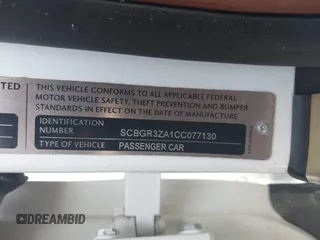 TED
THIS VEHICLE CONFORMS TO ALL APPLICABLE FEDERAL
MOTOR VEHICLE SAFETY, THEFT PREVENTION AND BUMPER
STANDARDS IN EFFECT ON THE DATE OF MANUFACTURE
IDENTIFICATION
NUMBER SCBGR3ZA1CC077130
TYPE OF VEHICLE PASSENGER CAR
DREAMBID